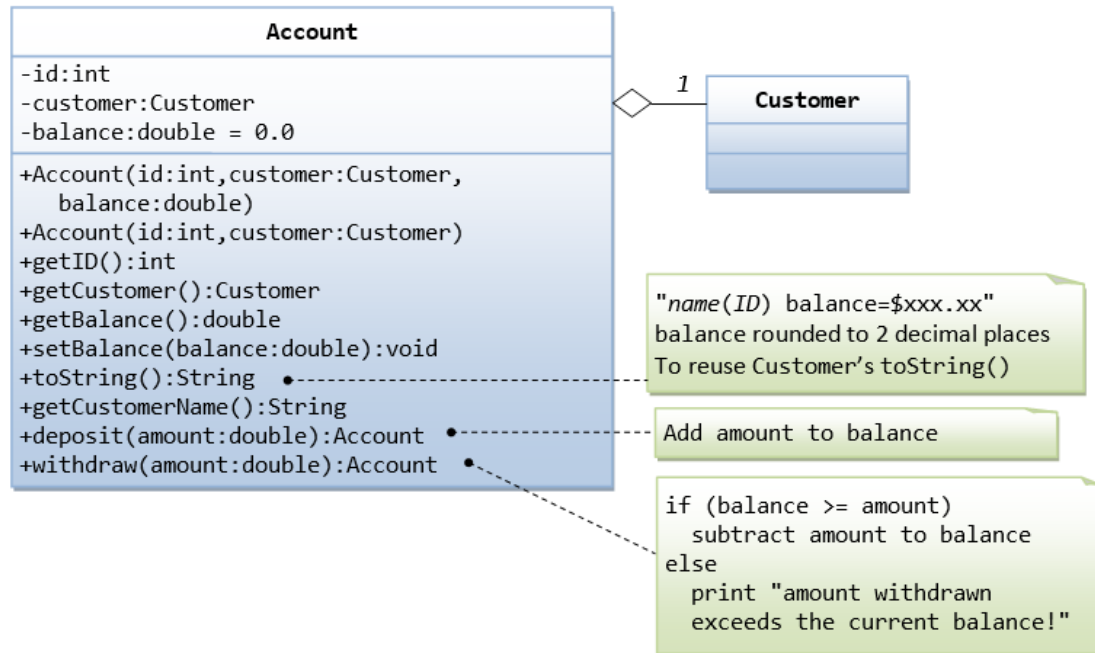 Account
-id:int
-customer:Customer
-balance:double = 0.0
+Account(id:int,customer:Customer,
balance:double)
+Account(id:int,customer:Customer)
+getID():int
+getCustomer():Customer
+getBalance():double
+setBalance(balance:double):void
+toString():String
+getCustomerName():String
+deposit(amount:double):Account
+withdraw(amount:double):Account
1
Customer
"name(ID) balance=$xxx.xx"
balance rounded to 2 decimal places
To reuse Customer’s toString()
Add amount to balance
if (balance >= amount)
subtract amount to balance
else
print "amount withdrawn
exceeds the current balance!"